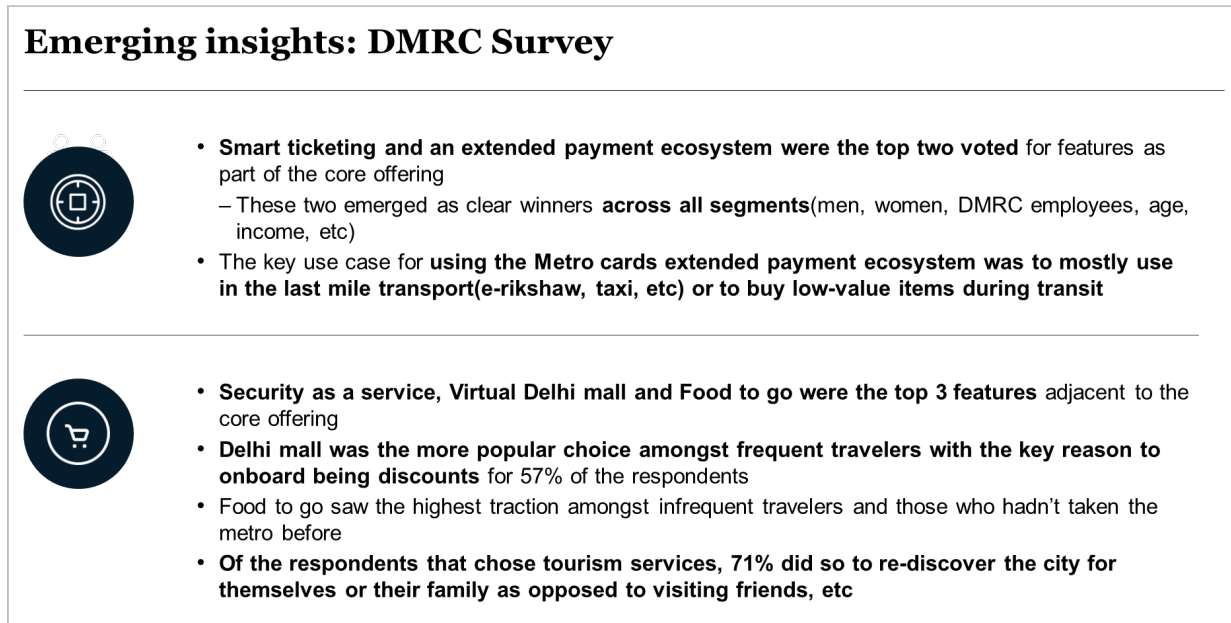 Emerging insights: DMRC Survey
• Smart ticketing and an extended payment ecosystem were the top two voted for features as
part of the core offering
– These two emerged as clear winners across all segments(men, women, DMRC employees, age,
income, etc)
• The key use case for using the Metro cards extended payment ecosystem was to mostly use
in the last mile transport(e-rikshaw, taxi, etc) or to buy low-value items during transit
• Security as a service, Virtual Delhi mall and Food to go were the top 3 features adjacent to the
core offering
• Delhi mall was the more popular choice amongst frequent travelers with the key reason to
onboard being discounts for 57% of the respondents
• Food to go saw the highest traction amongst infrequent travelers and those who hadn’t taken the
metro before
• Of the respondents that chose tourism services, 71% did so to re-discover the city for
themselves or their family as opposed to visiting friends, etc